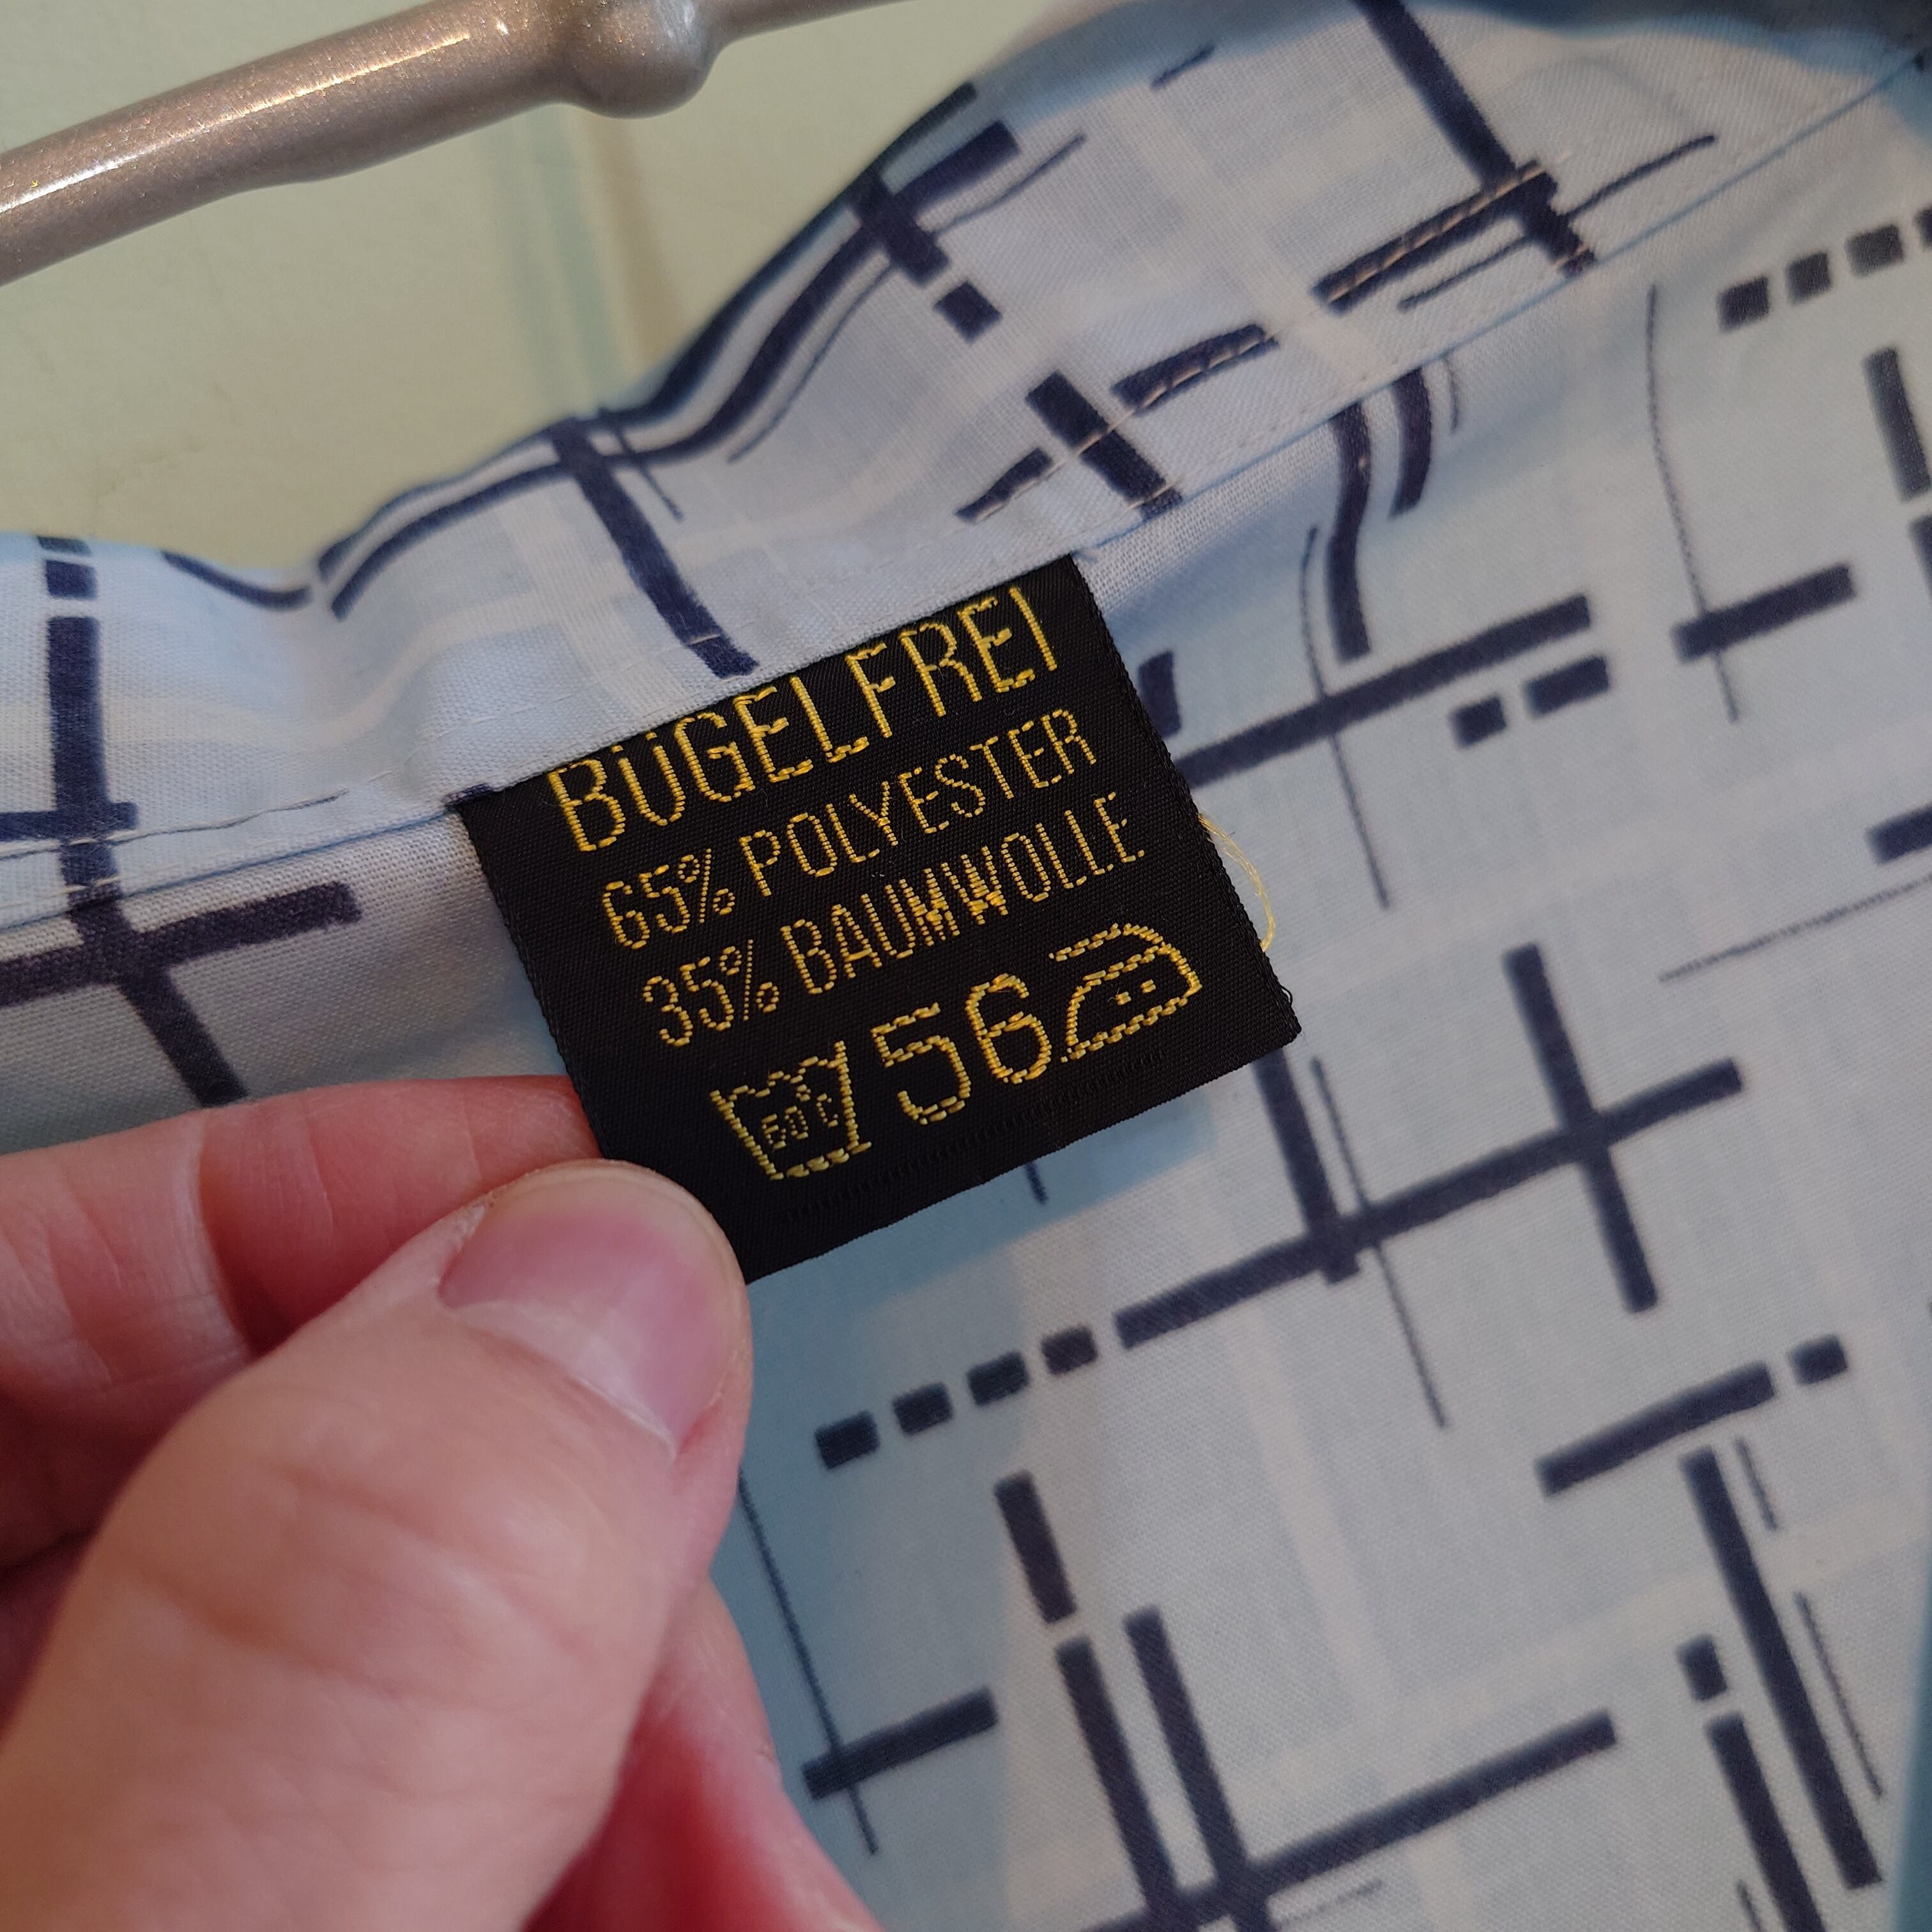 BÜGELFREI
65% POLYESTER
35% BAUMWOLLE
60°C 56